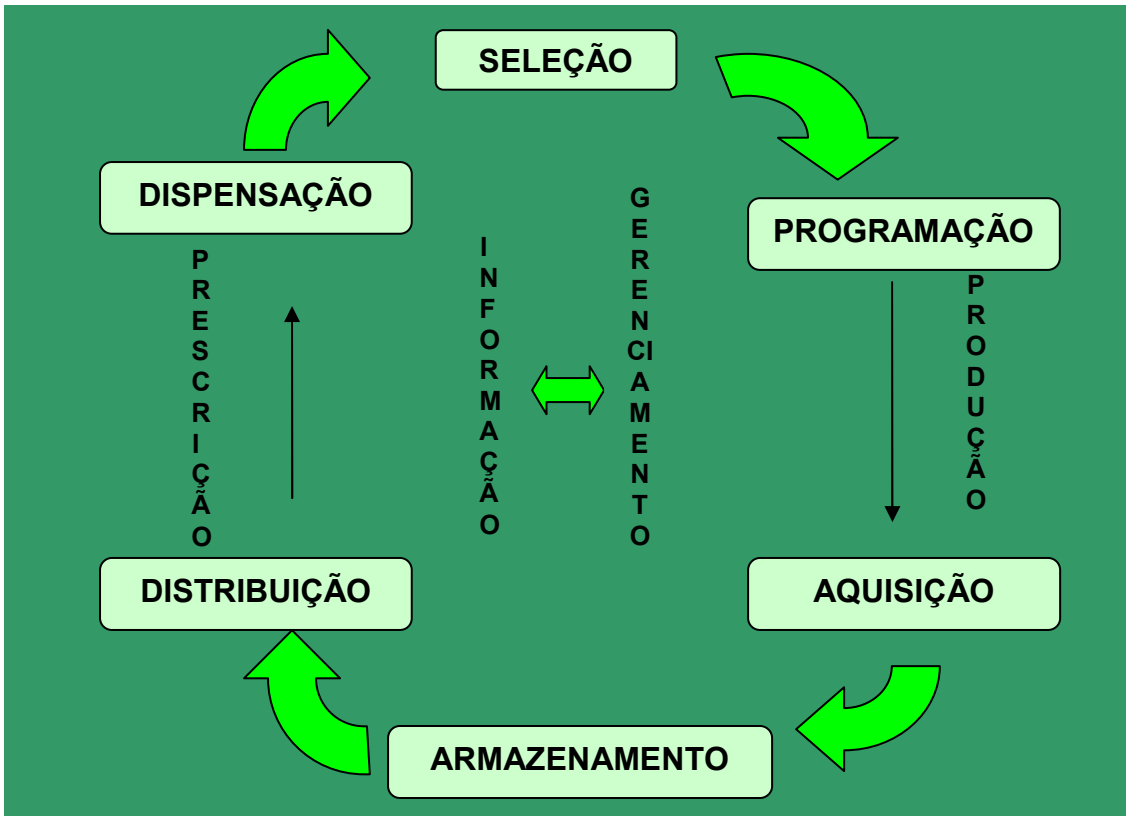 SELEÇÃO
DISPENSAÇÃO
PROGRAMAÇÃO
PRESCRIÇÃO
INFORMAÇÃO
GERENCIAMENTO
PRODUÇÃO
DISTRIBUIÇÃO
AQUISIÇÃO
ARMAZENAMENTO